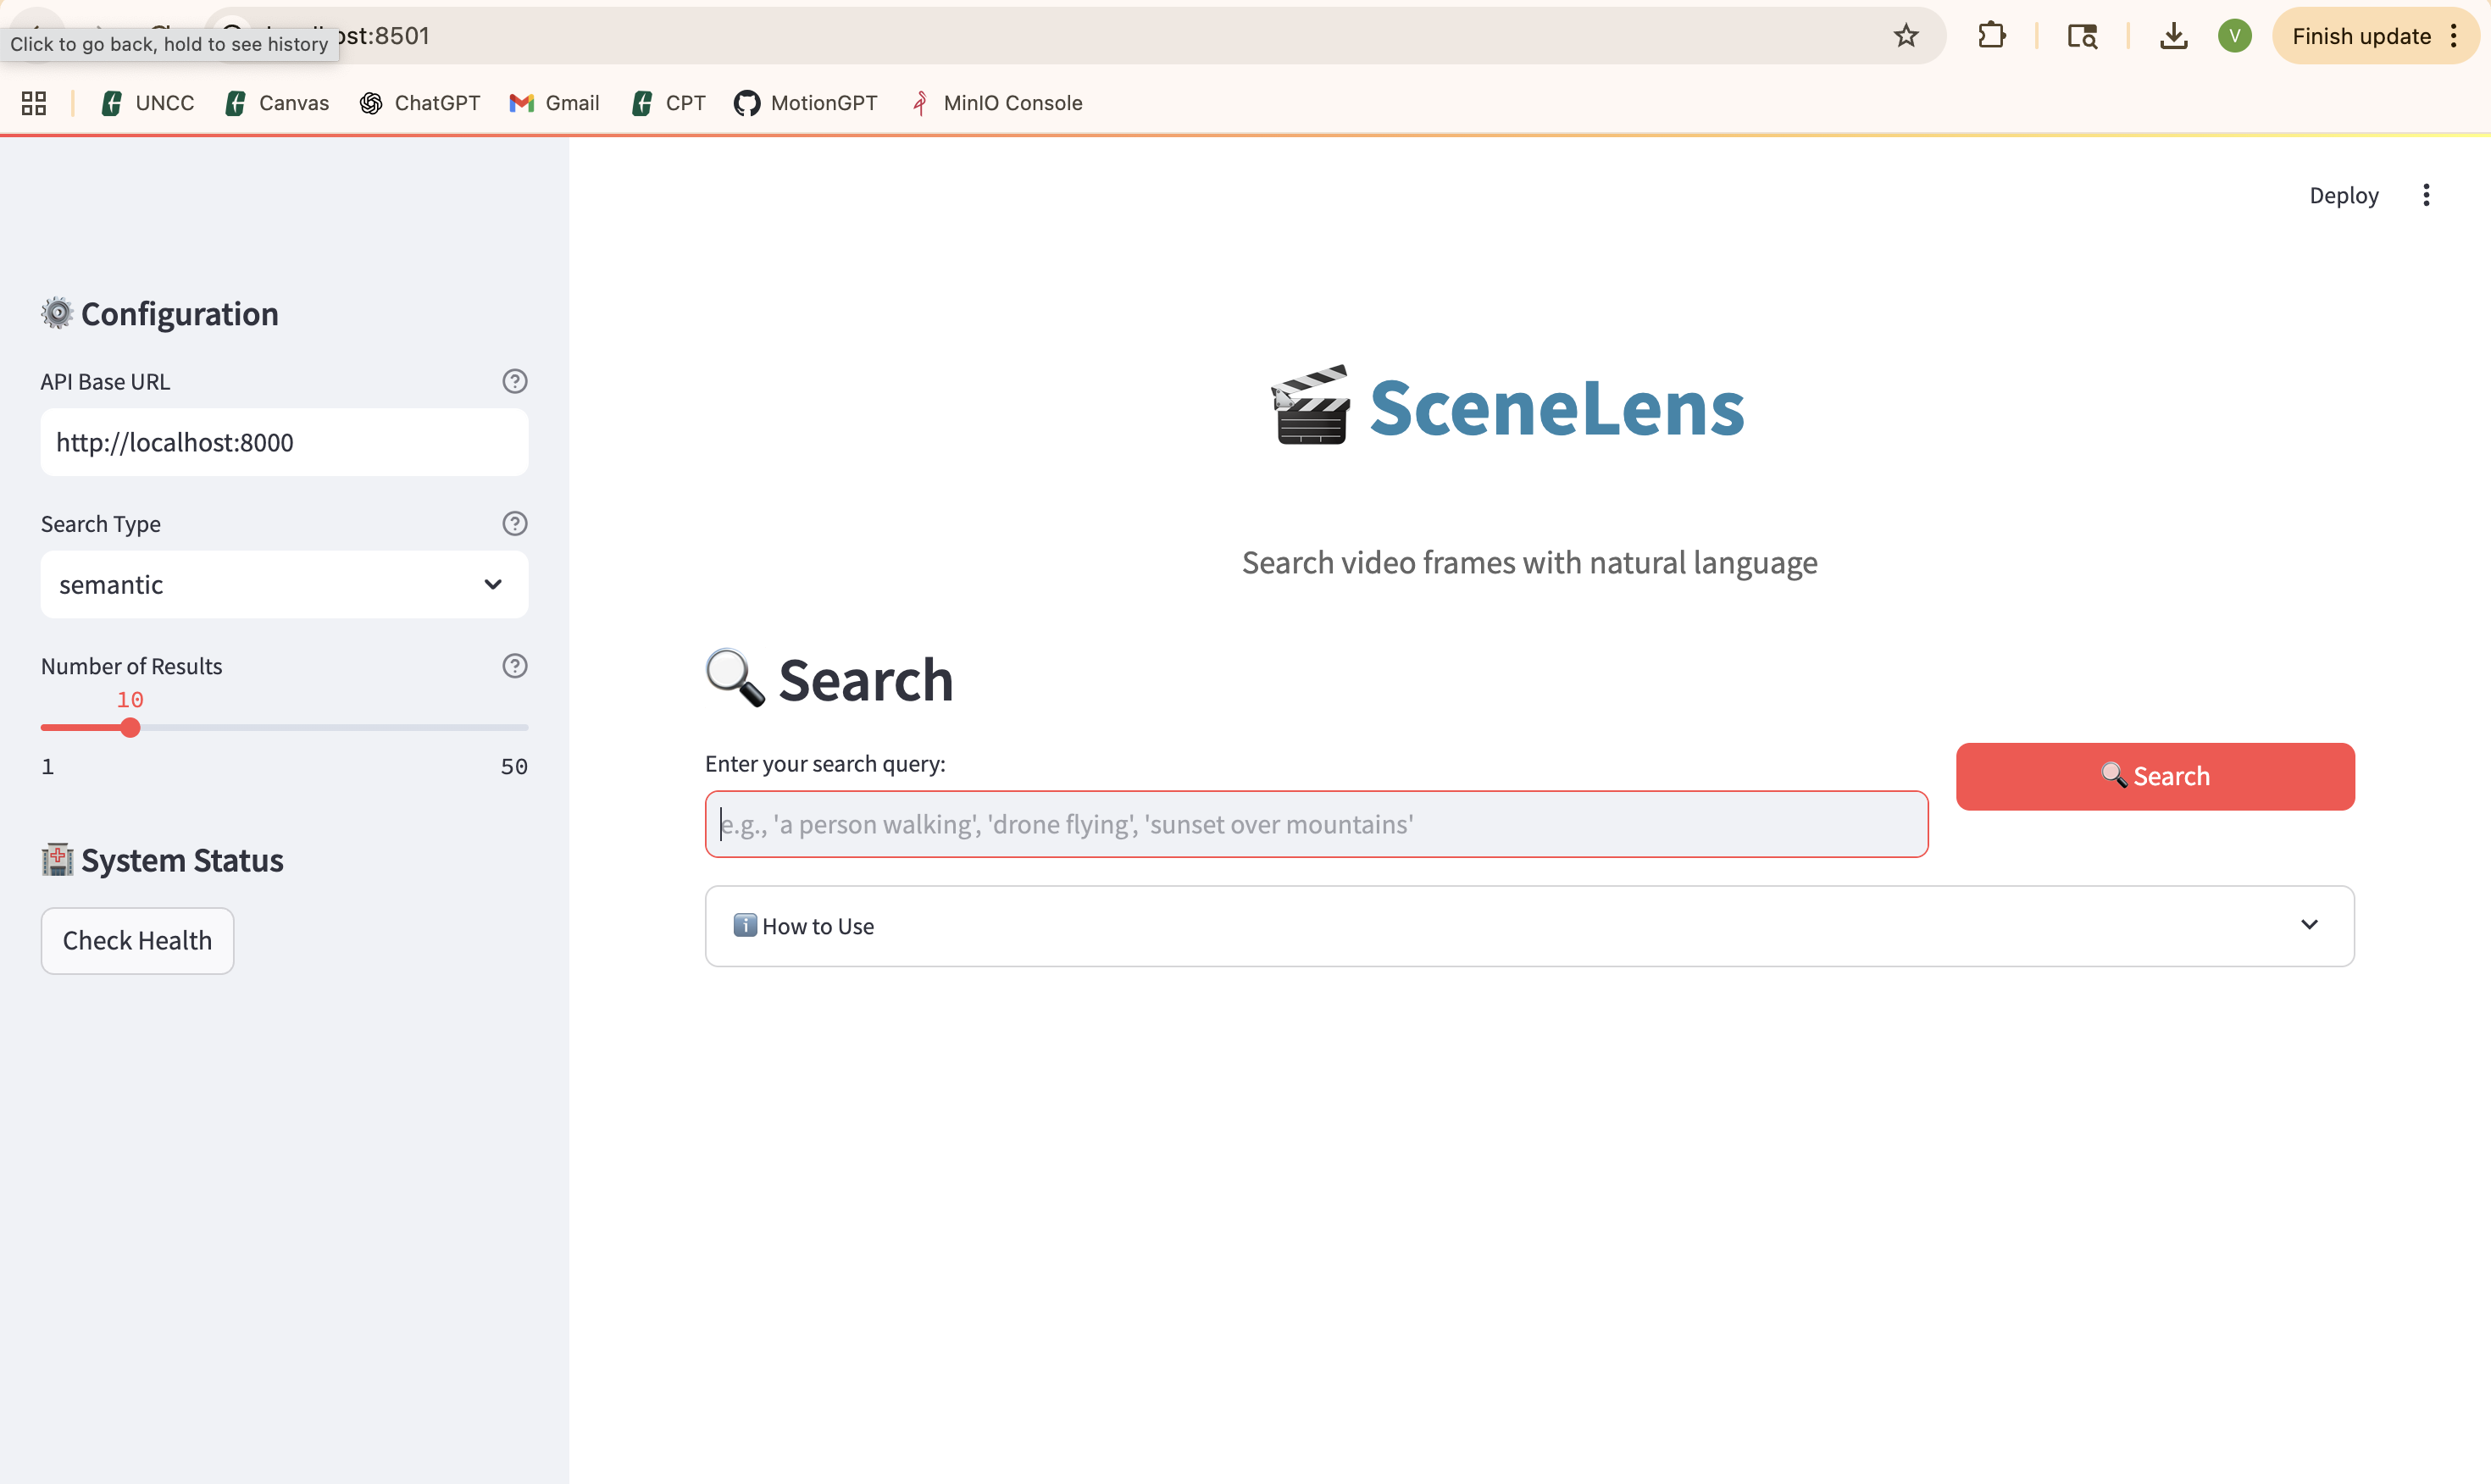 Click to go back, hold to see history
ost:8501
V
Finish update
UNCC
Canvas
ChatGPT
Gmail
CPT
MotionGPT
MinIO Console
Deploy
Configuration
API Base URL
http://localhost:8000
Search Type
semantic
Number of Results
10
1
50
System Status
Check Health
SceneLens
Search video frames with natural language
Search
Enter your search query:
Search
e.g., 'a person walking', 'drone flying', 'sunset over mountains'
How to Use